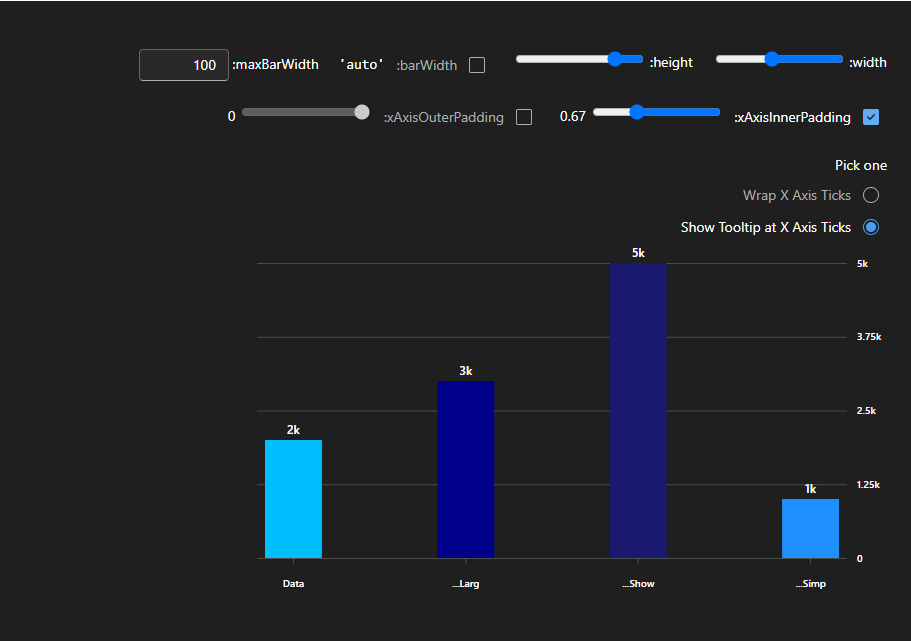 100 :maxBarWidth 'auto' :barWidth :height :width
0 :xAxisOuterPadding 0.67 :xAxisInnerPadding
Pick one
Wrap X Axis Ticks
Show Tooltip at X Axis Ticks
5k
5k
3.75k
3k
2.5k
2k
1.25k
1k
0
Data ...Larg ...Show ...Simp